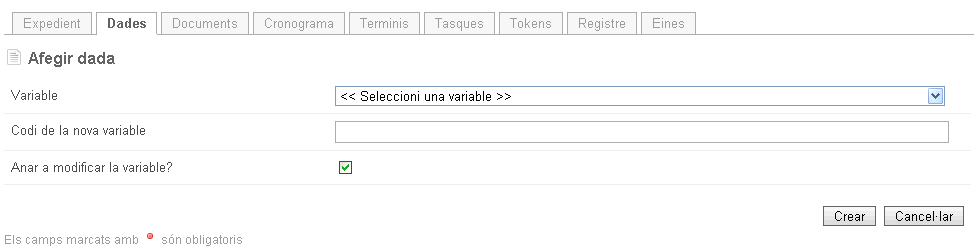 Expedient Dades Documents Cronograma Terminis Tasques Tokens Registre Eines
Afegir dada
Variable << Seleccioni una variable >>
Codi de la nova variable
Anar a modificar la variable?
Crear Cancel·lar
Els camps marcats amb són obligatoris